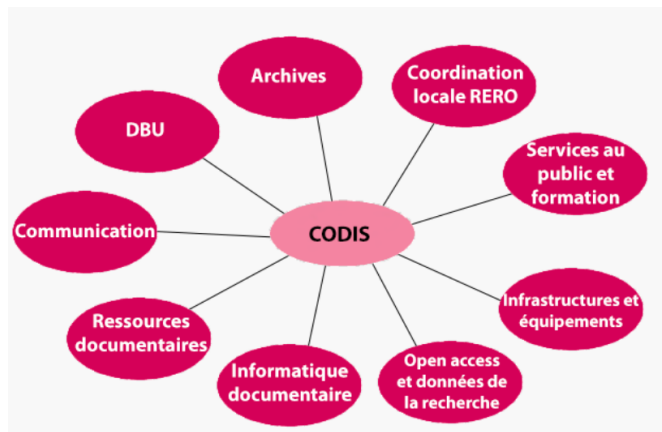 Archives
Coordination
locale RERO
DBU
Services au
public et
formation
Communication
CODIS
Infrastructures et
équipements
Ressources
documentaires
Informatique
documentaire
Open access
et données de
la recherche